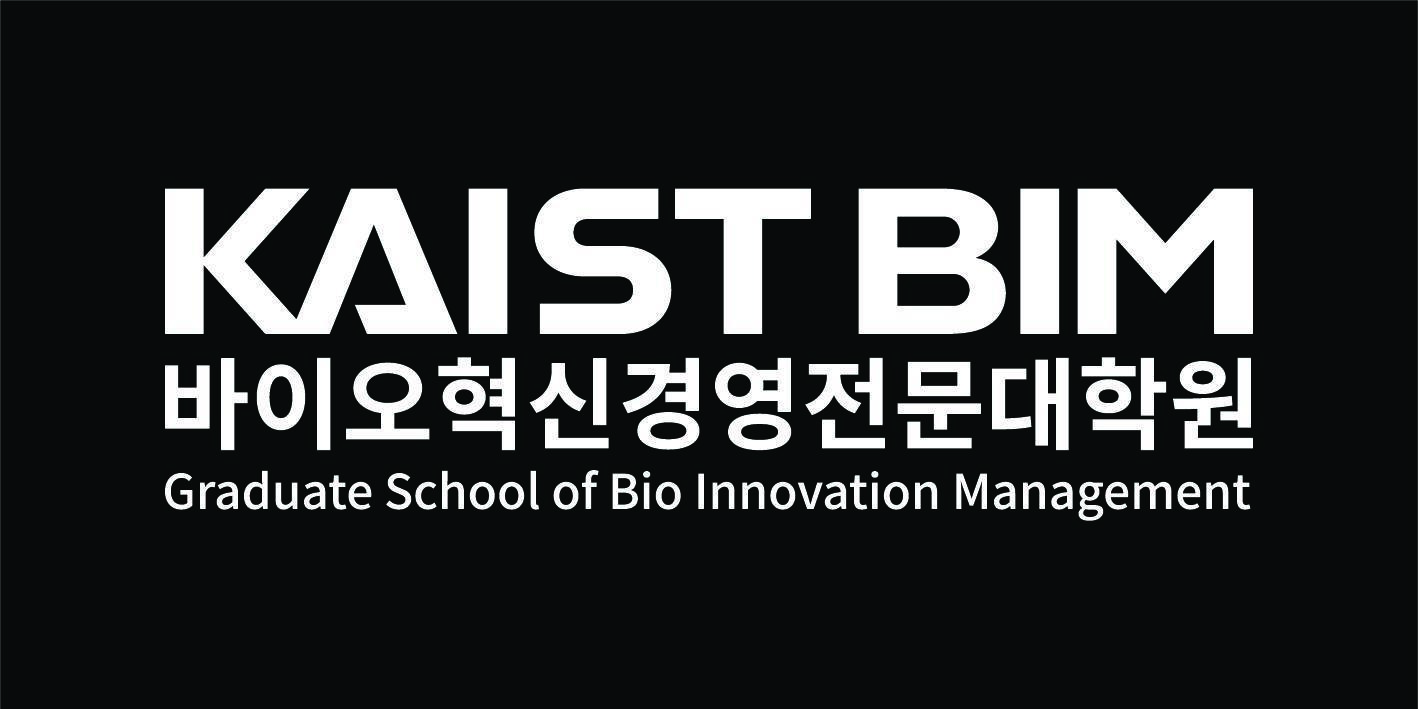 KAIST BIM
바이오혁신경영전문대학원
Graduate School of Bio Innovation Management